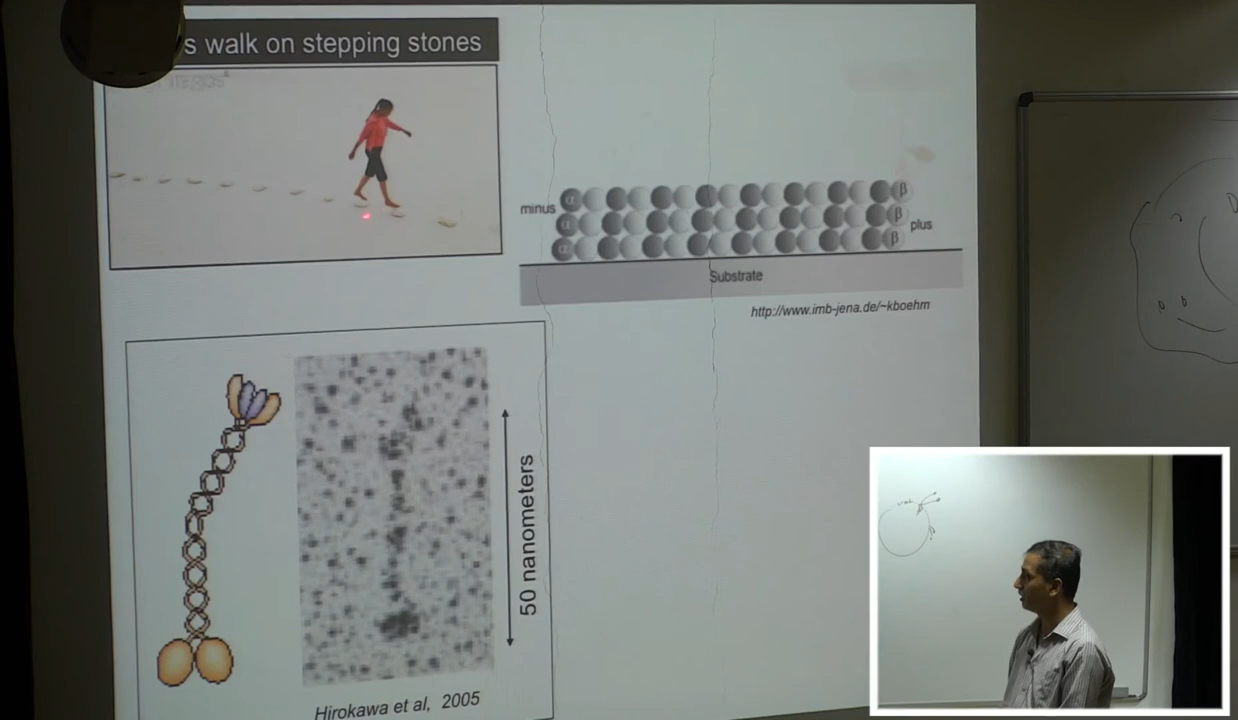 s walk on stepping stones
minus
α
β
α
β
plus
α
β
Substrate
http://www.imb-jena.de/~kboehm
50 nanometers
Hirokawa et al, 2005